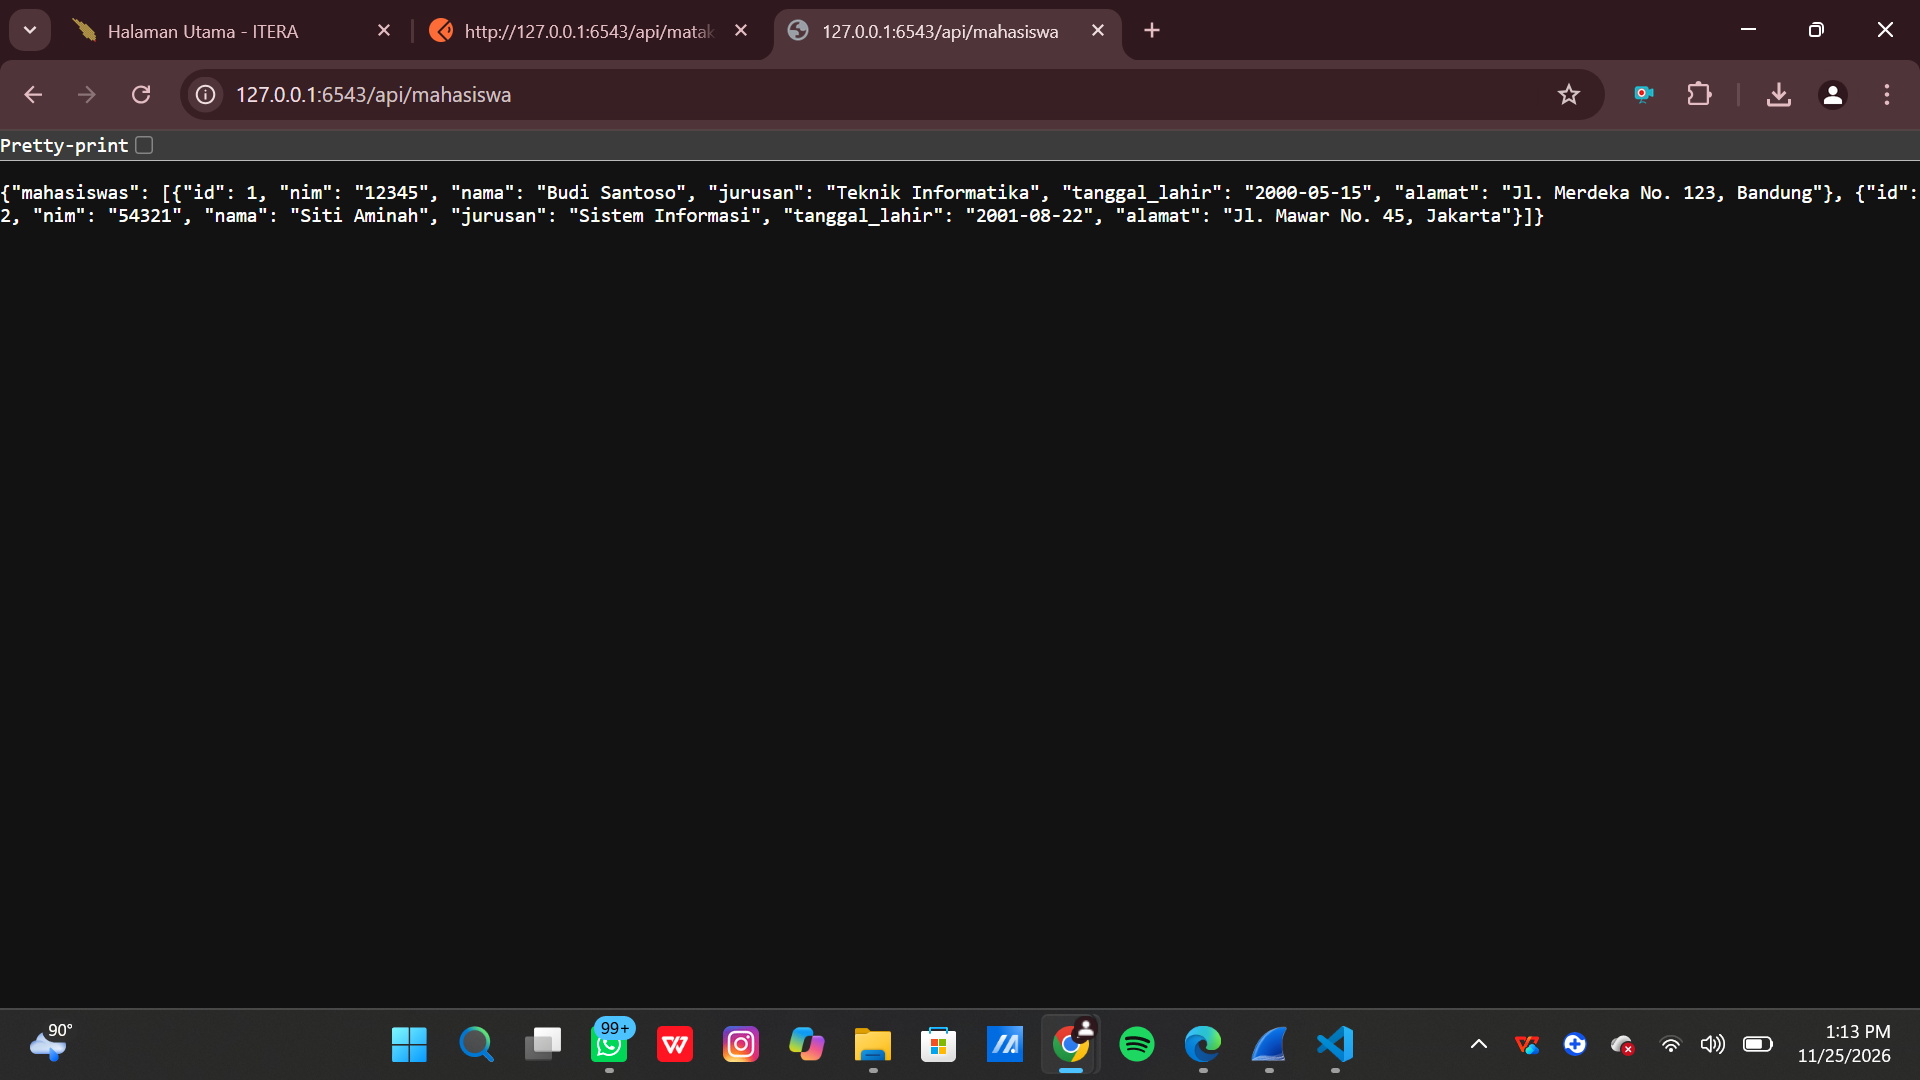 Halaman Utama - ITERA
http://127.0.0.1:6543/api/matak
127.0.0.1:6543/api/mahasiswa
127.0.0.1:6543/api/mahasiswa
Pretty-print
{"mahasiswas": [{"id": 1, "nim": "12345", "nama": "Budi Santoso", "jurusan": "Teknik Informatika", "tanggal_lahir": "2000-05-15", "alamat": "Jl. Merdeka No. 123, Bandung"}, {"id":
2, "nim": "54321", "nama": "Siti Aminah", "jurusan": "Sistem Informasi", "tanggal_lahir": "2001-08-22", "alamat": "Jl. Mawar No. 45, Jakarta"}]}
90°
99+
1:13 PM
11/25/2026